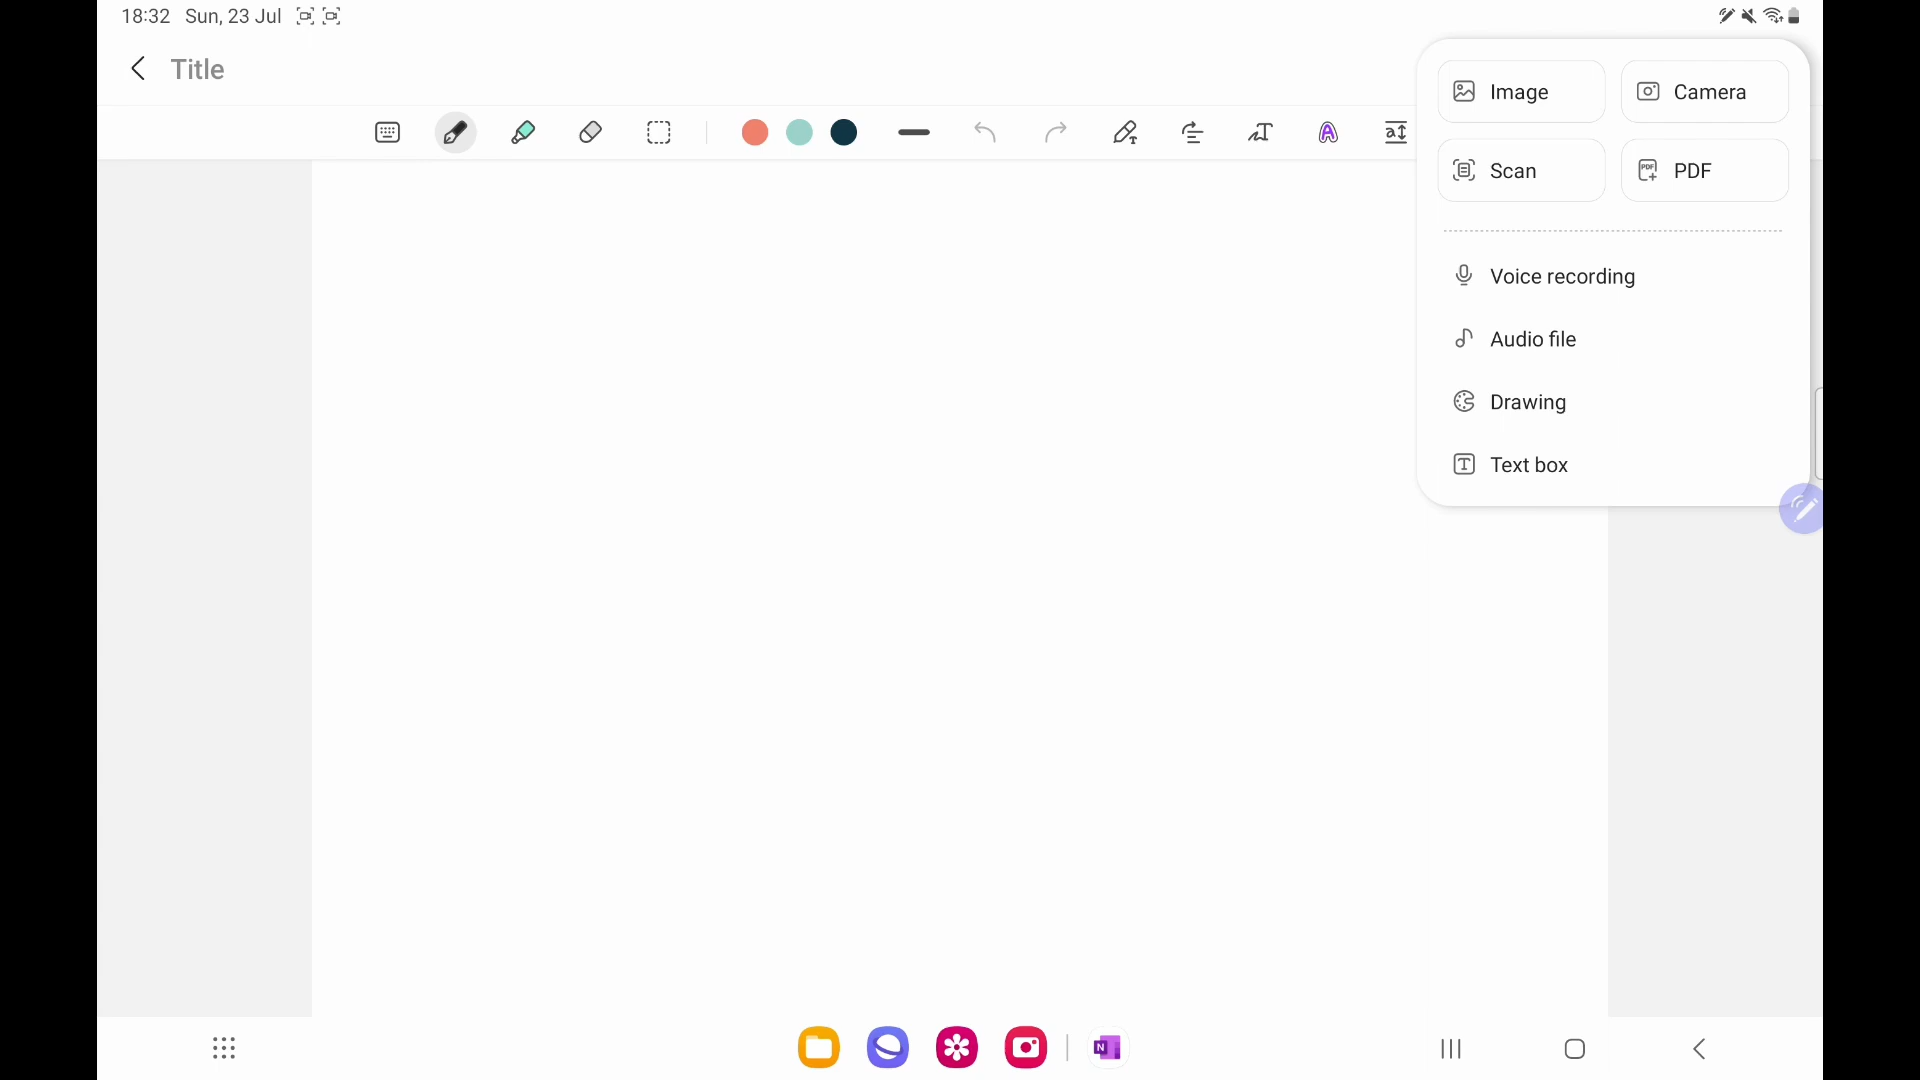 18:32 Sun, 23 Jul
Title
Image
Camera
Scan
PDF
Voice recording
Audio file
Drawing
Text box